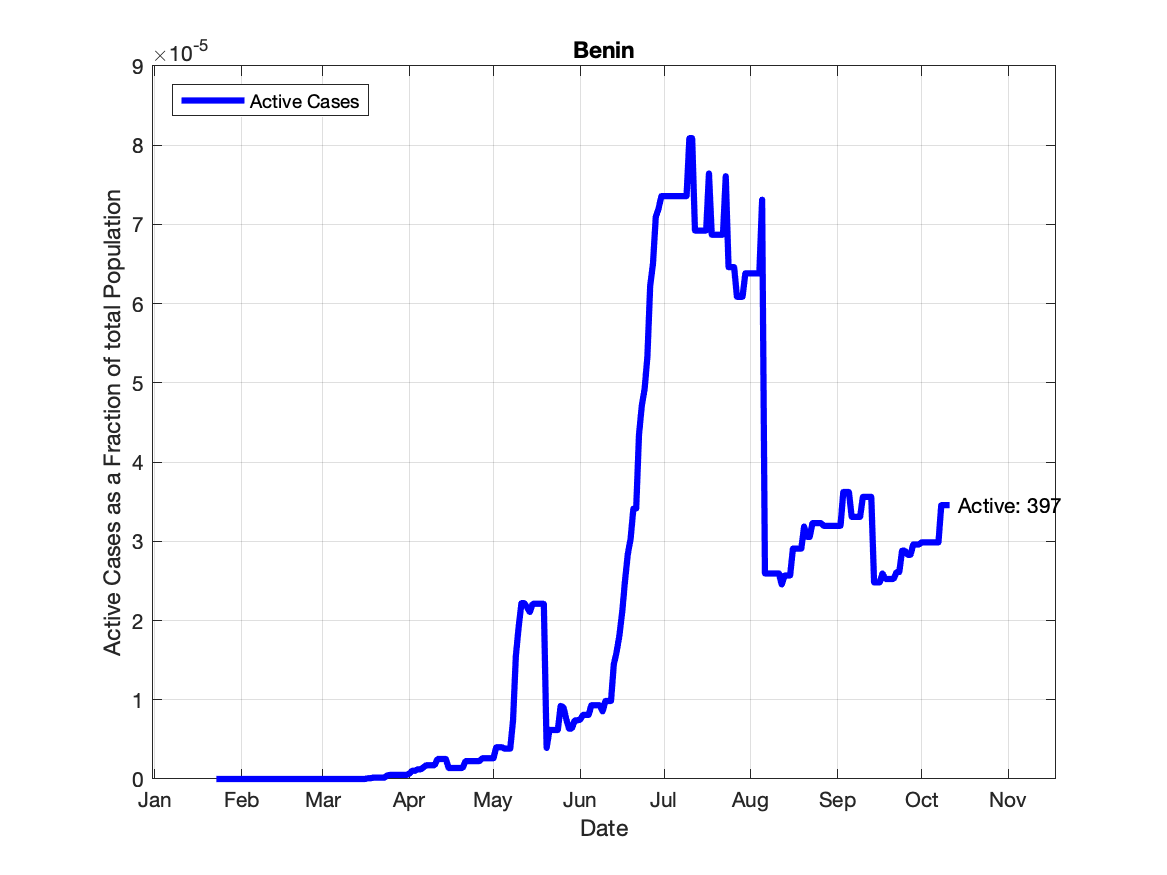 Benin
×10-5
Active Cases
9
8
7
6
5
4
3
2
1
0
Active Cases as a Fraction of total Population
Active: 397
Jan Feb Mar Apr May Jun Jul Aug Sep Oct Nov
Date